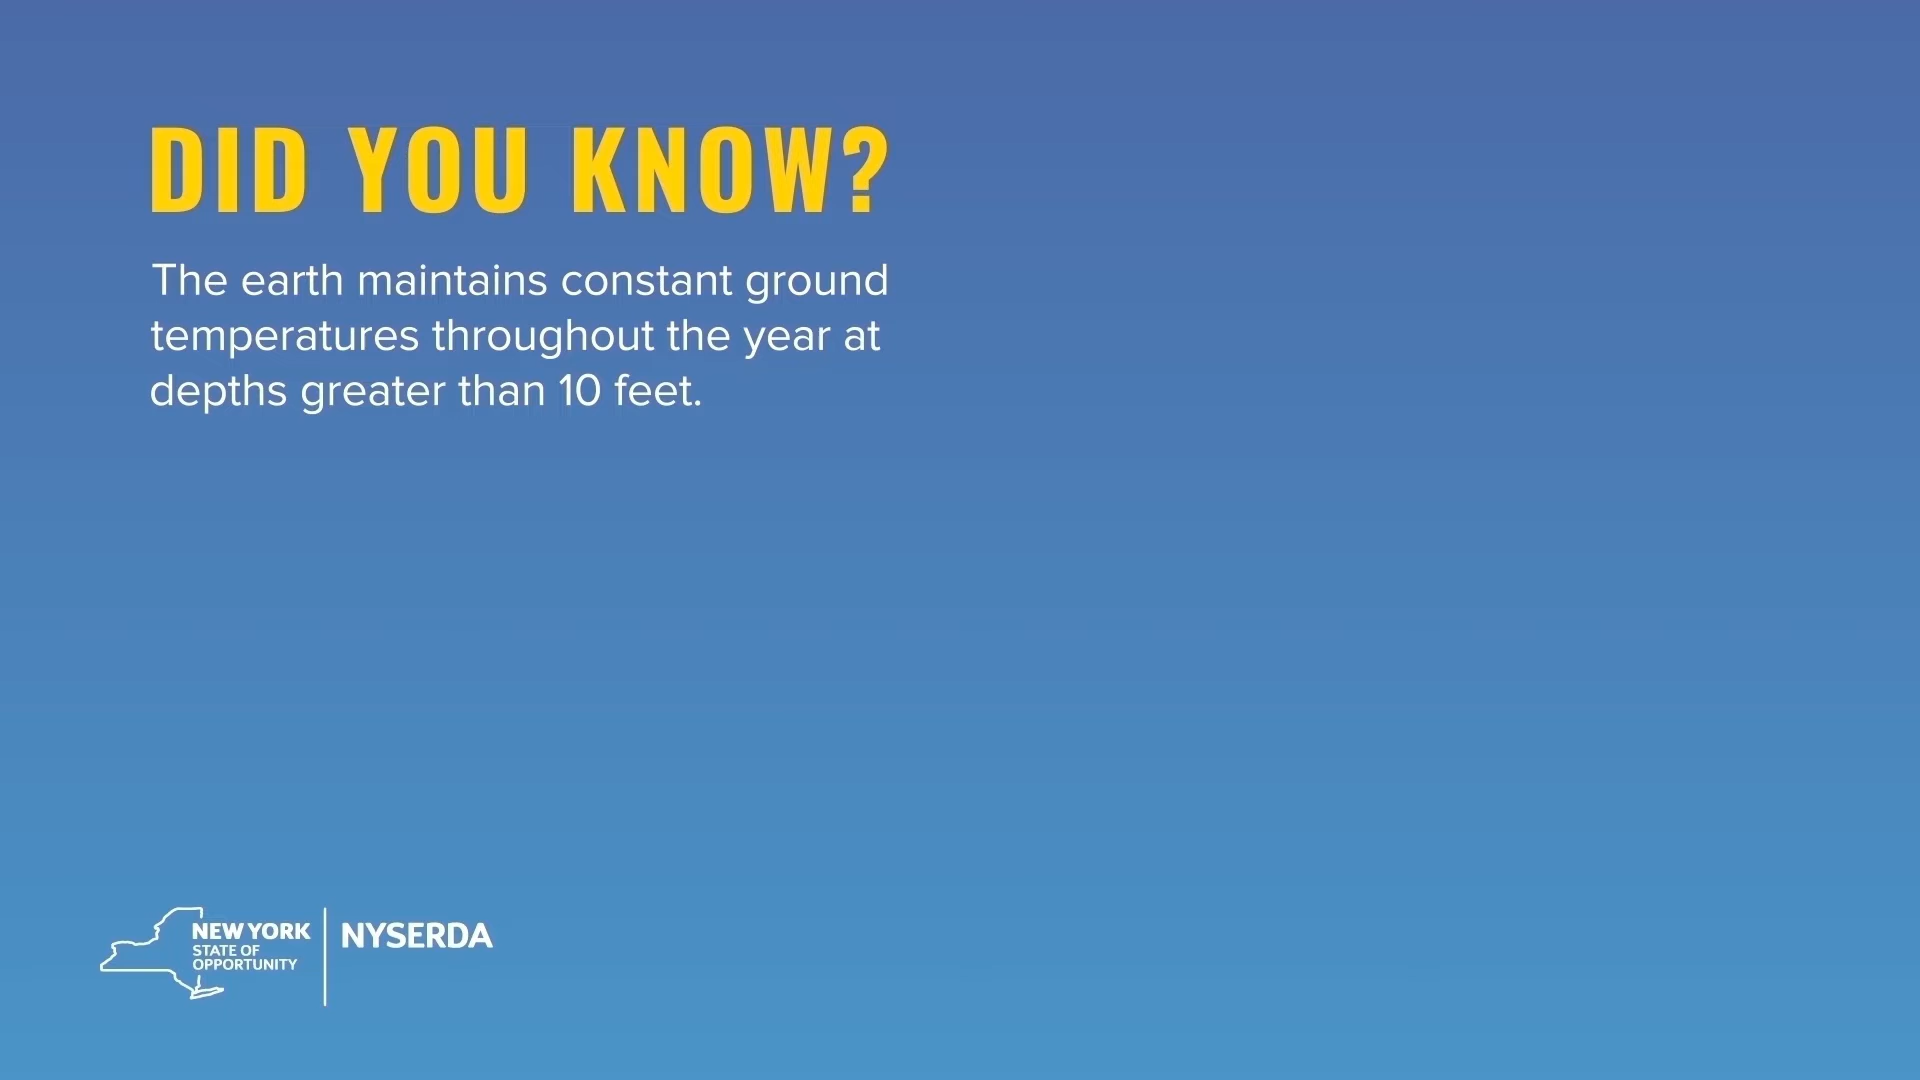 DID YOU KNOW?
The earth maintains constant ground
temperatures throughout the year at
depths greater than 10 feet.
NEW YORK
STATE OF
OPPORTUNITY
NYSERDA